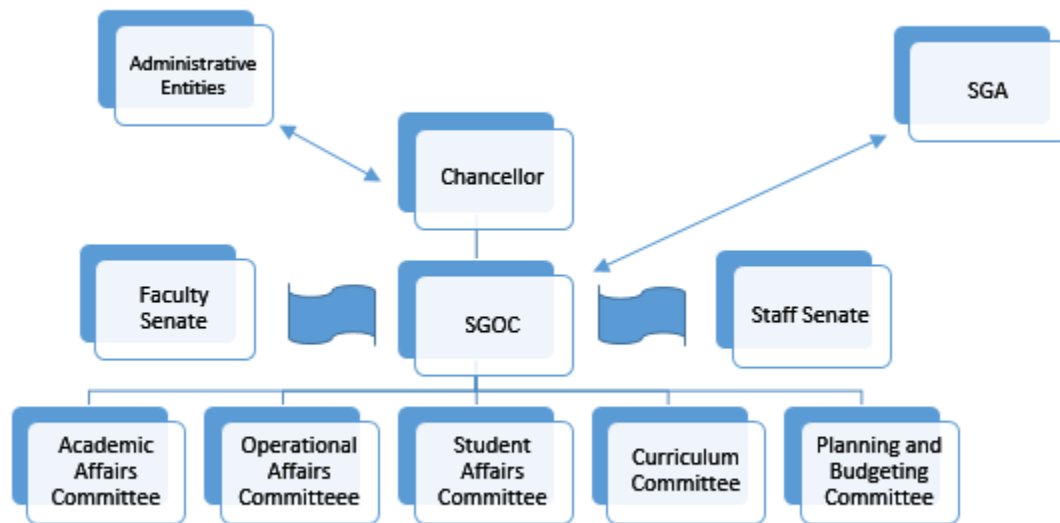 Administrative
Entities
SGA
Chancellor
Faculty
Senate
SGOC
Staff Senate
Academic
Affairs
Committee
Operational
Affairs
Committeee
Student
Affairs
Committee
Curriculum
Committee
Planning and
Budgeting
Committee